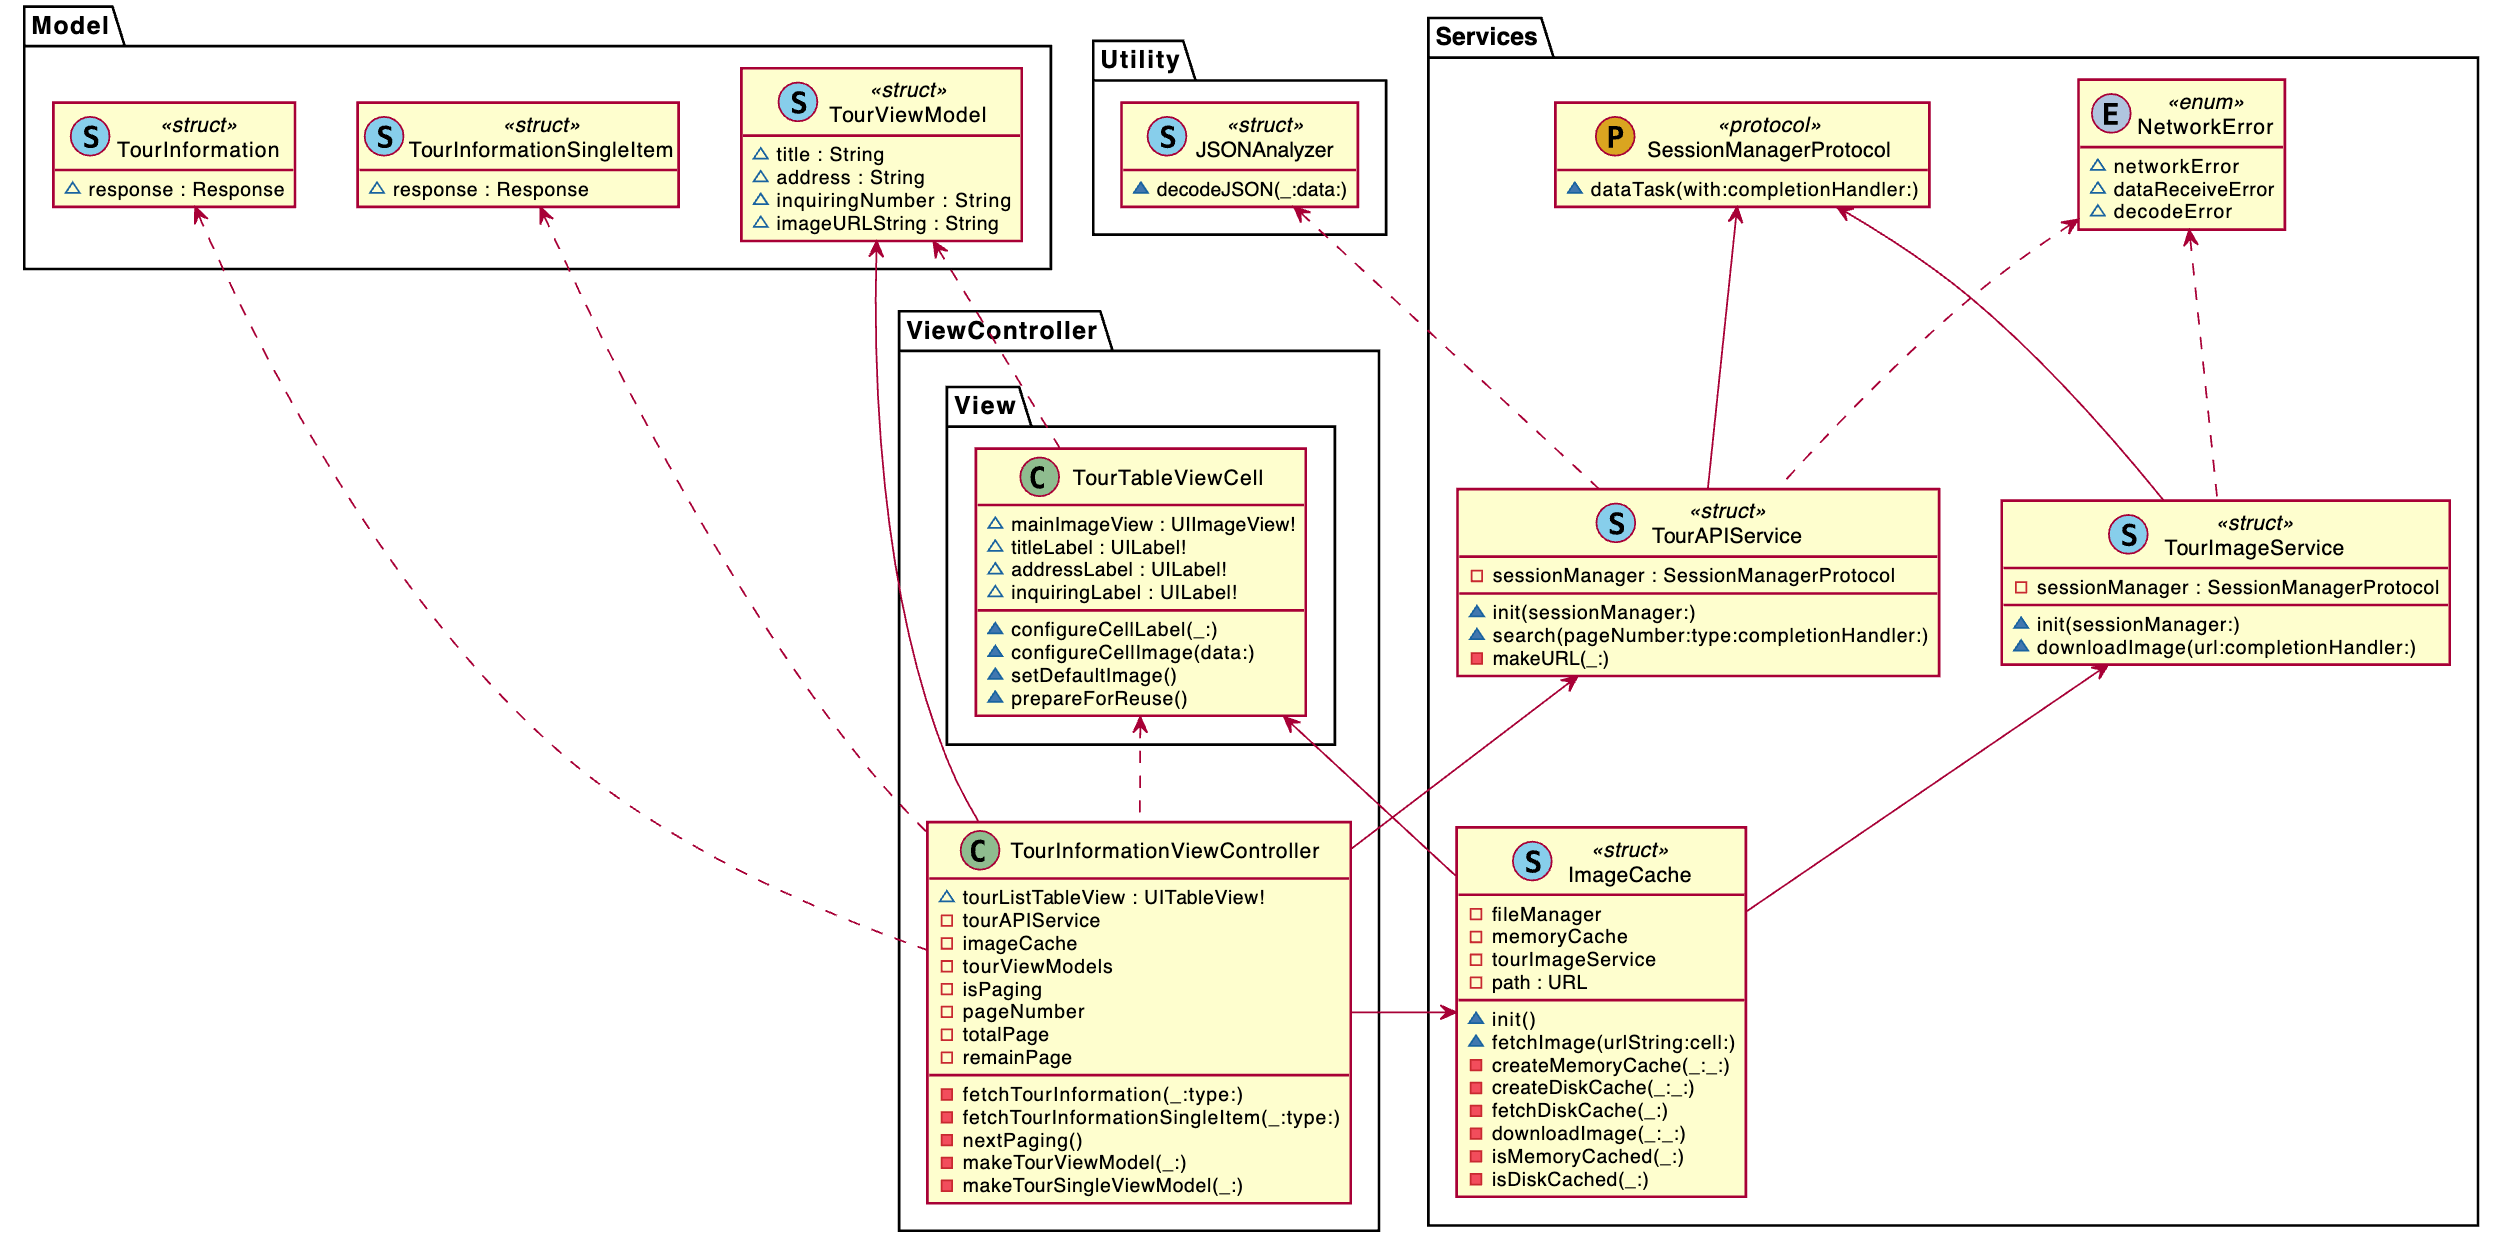 Model
S
«struct»
TourInformation
response : Response
S
«struct»
TourInformationSingleItem
response : Response
S
«struct»
TourViewModel
title : String
address : String
inquiringNumber : String
imageURLString : String
Utility
S
«struct»
JSONAnalyzer
decodeJSON(_:data:)
Services
P
«protocol»
SessionManagerProtocol
dataTask(with:completionHandler:)
E
«enum»
NetworkError
networkError
dataReceiveError
decodeError
ViewController
View
C
TourTableViewCell
mainImageView : UIImageView!
titleLabel : UILabel!
addressLabel : UILabel!
inquiringLabel : UILabel!
configureCellLabel(_:)
configureCellImage(data:)
setDefaultImage()
prepareForReuse()
S
«struct»
TourAPIService
sessionManager : SessionManagerProtocol
init(sessionManager:)
search(pageNumber:type:completionHandler:)
makeURL(_:)
S
«struct»
TourImageService
sessionManager : SessionManagerProtocol
init(sessionManager:)
downloadImage(url:completionHandler:)
C
TourInformationViewController
tourListTableView : UITableView!
tourAPIService
imageCache
tourViewModels
isPaging
pageNumber
totalPage
remainPage
fetchTourInformation(_:type:)
fetchTourInformationSingleItem(_:type:)
nextPaging()
makeTourViewModel(_:)
makeTourSingleViewModel(_:)
S
«struct»
ImageCache
fileManager
memoryCache
tourImageService
path : URL
init()
fetchImage(urlString:cell:)
createMemoryCache(_:_:)
createDiskCache(_:_:)
fetchDiskCache(_:)
downloadImage(_:_:)
isMemoryCached(_:)
isDiskCached(_:)